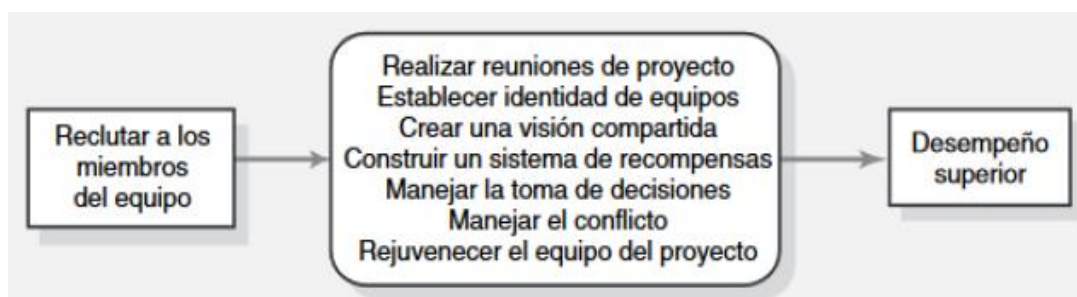 Reclutar a los
miembros
del equipo
Realizar reuniones de proyecto
Establecer identidad de equipos
Crear una visión compartida
Construir un sistema de recompensas
Manejar la toma de decisiones
Manejar el conflicto
Rejuvenecer el equipo del proyecto
Desempeño
superior